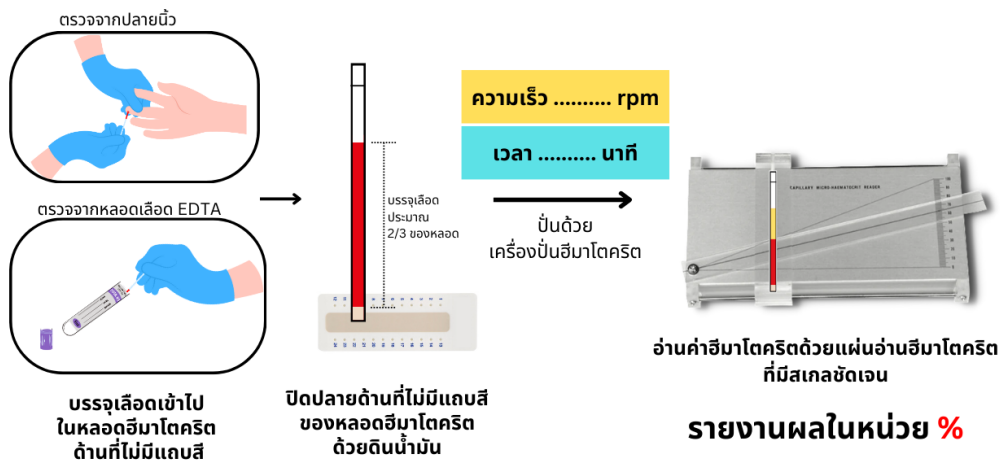 ตรวจจากปลายนิ้ว
ตรวจจากหลอดเลือด EDTA
บรรจุเลือดเข้าไป
ในหลอดฮีมาโตคริต
ด้านที่ไม่มีแถบสี
บรรจุเลือด
ประมาณ
2/3 ของหลอด
ปิดปลายด้านที่ไม่มีแถบสี
ของหลอดฮีมาโตคริต
ด้วยดินน้ำมัน
ความเร็ว .......... rpm
เวลา .......... นาที
ปั่นด้วย
เครื่องปั่นฮีมาโตคริต
CAPILLARY MICRO-HAEMATOCRIT READER
อ่านค่าฮีมาโตคริตด้วยแผ่นอ่านฮีมาโตคริต
ที่มีสเกลชัดเจน
รายงานผลในหน่วย %